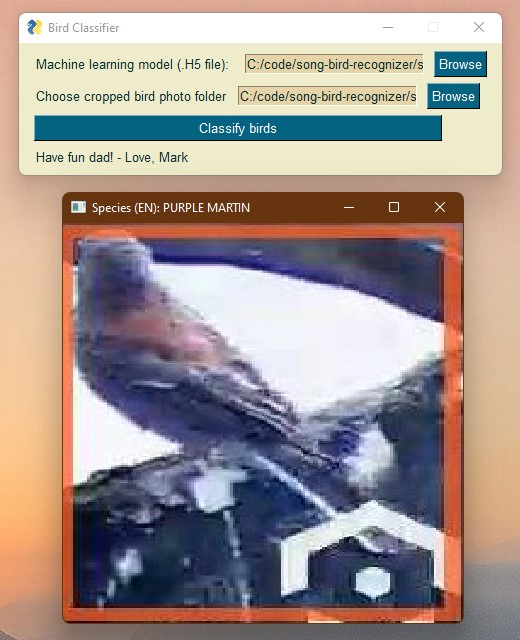 Bird Classifier
Machine learning model (.H5 file): C:/code/song-bird-recognizer/s Browse
Choose cropped bird photo folder C:/code/song-bird-recognizer/s Browse
Classify birds
Have fun dad! - Love, Mark
Species (EN): PURPLE MARTIN